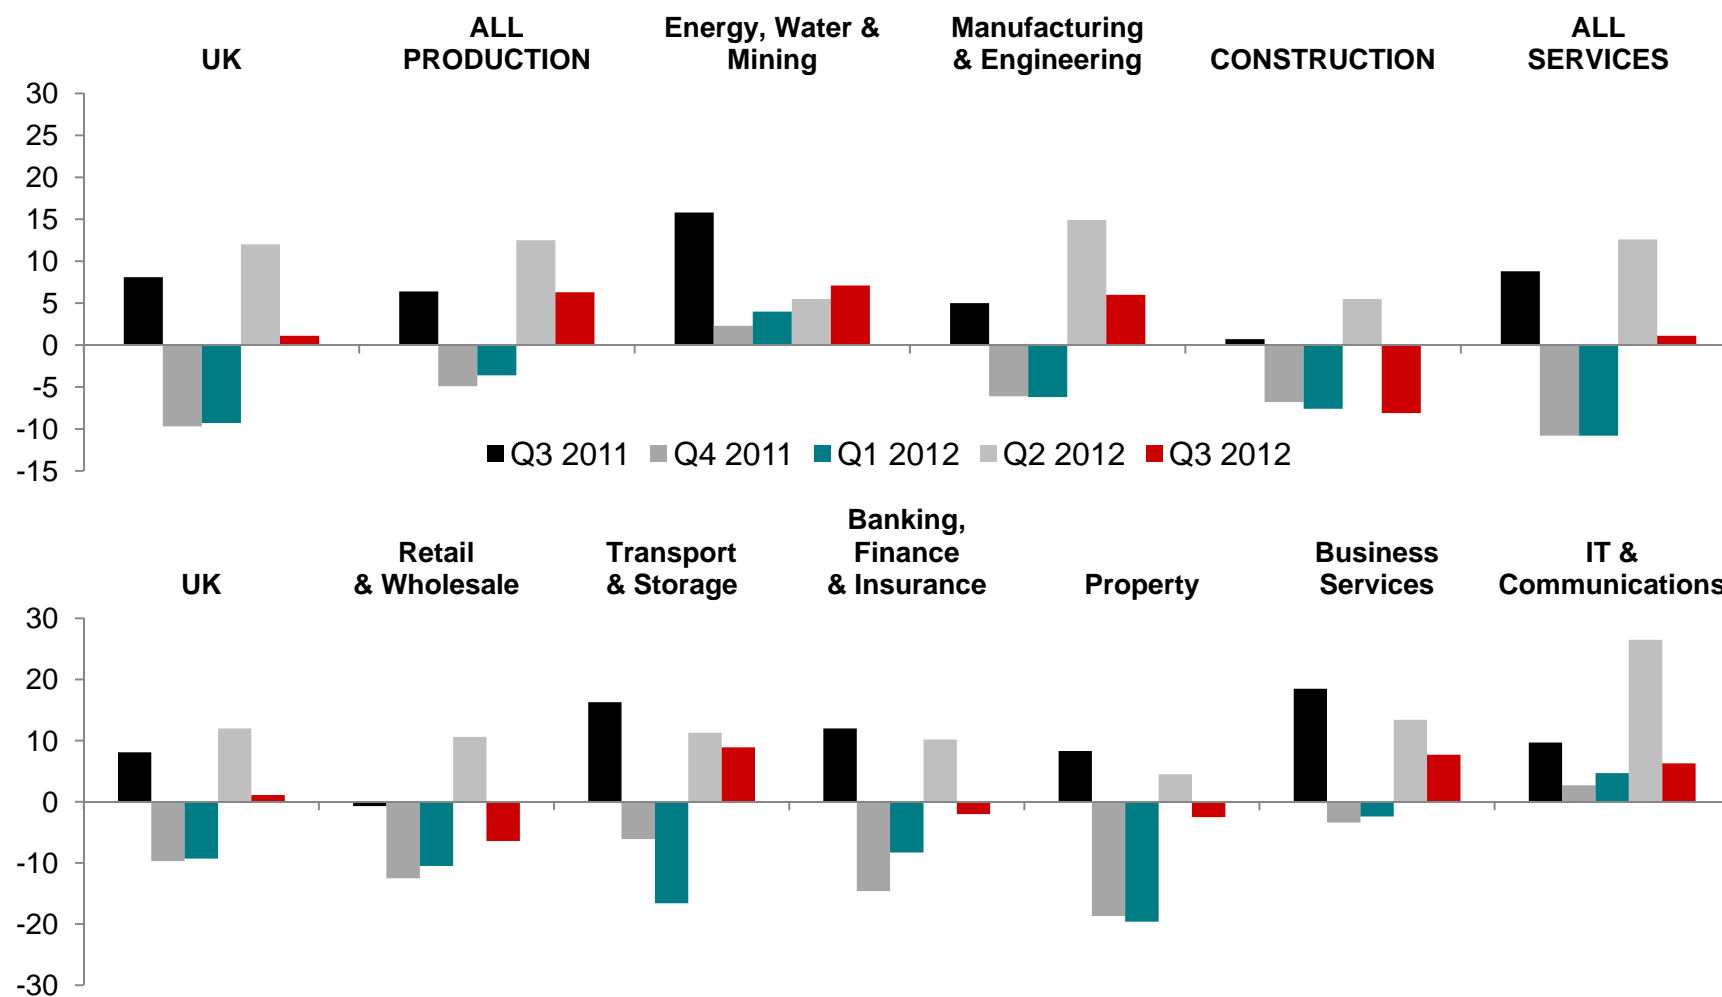 UK
ALL
PRODUCTION
Energy, Water &
Mining
Manufacturing
& Engineering
CONSTRUCTION
ALL
SERVICES
30
25
20
15
10
5
0
-5
-10
-15
Q3 2011 Q4 2011 Q1 2012 Q2 2012 Q3 2012
UK
Retail
& Wholesale
Transport
& Storage
Banking,
Finance
& Insurance
Property
Business
Services
IT &
Communications
30
20
10
0
-10
-20
-30